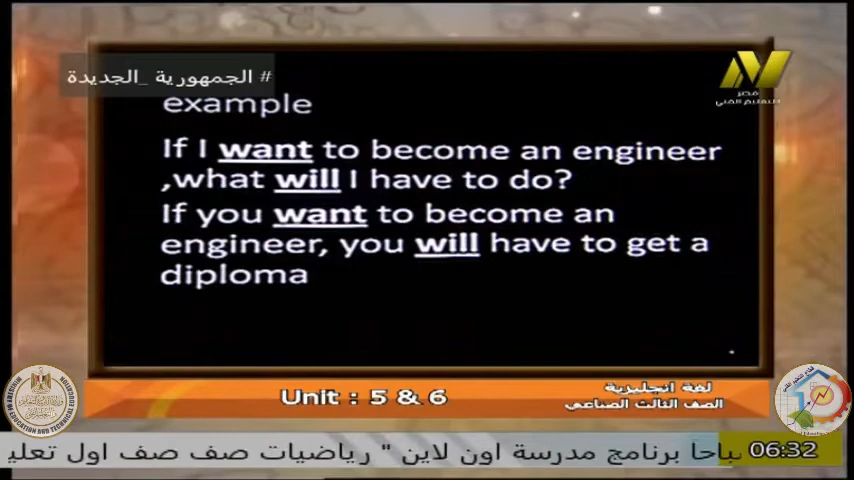 # الجمهورية _الجديدة
مصر
للتعليم الفني
example
If I want to become an engineer
,what will I have to do?
If you want to become an
engineer, you will have to get a
diploma
Unit : 5 & 6
لغة انجليزية
الصف الثالث الصناعي
06:32
باحا برنامج مدرسة اون لاين " رياضيات صف صف اول تعلي